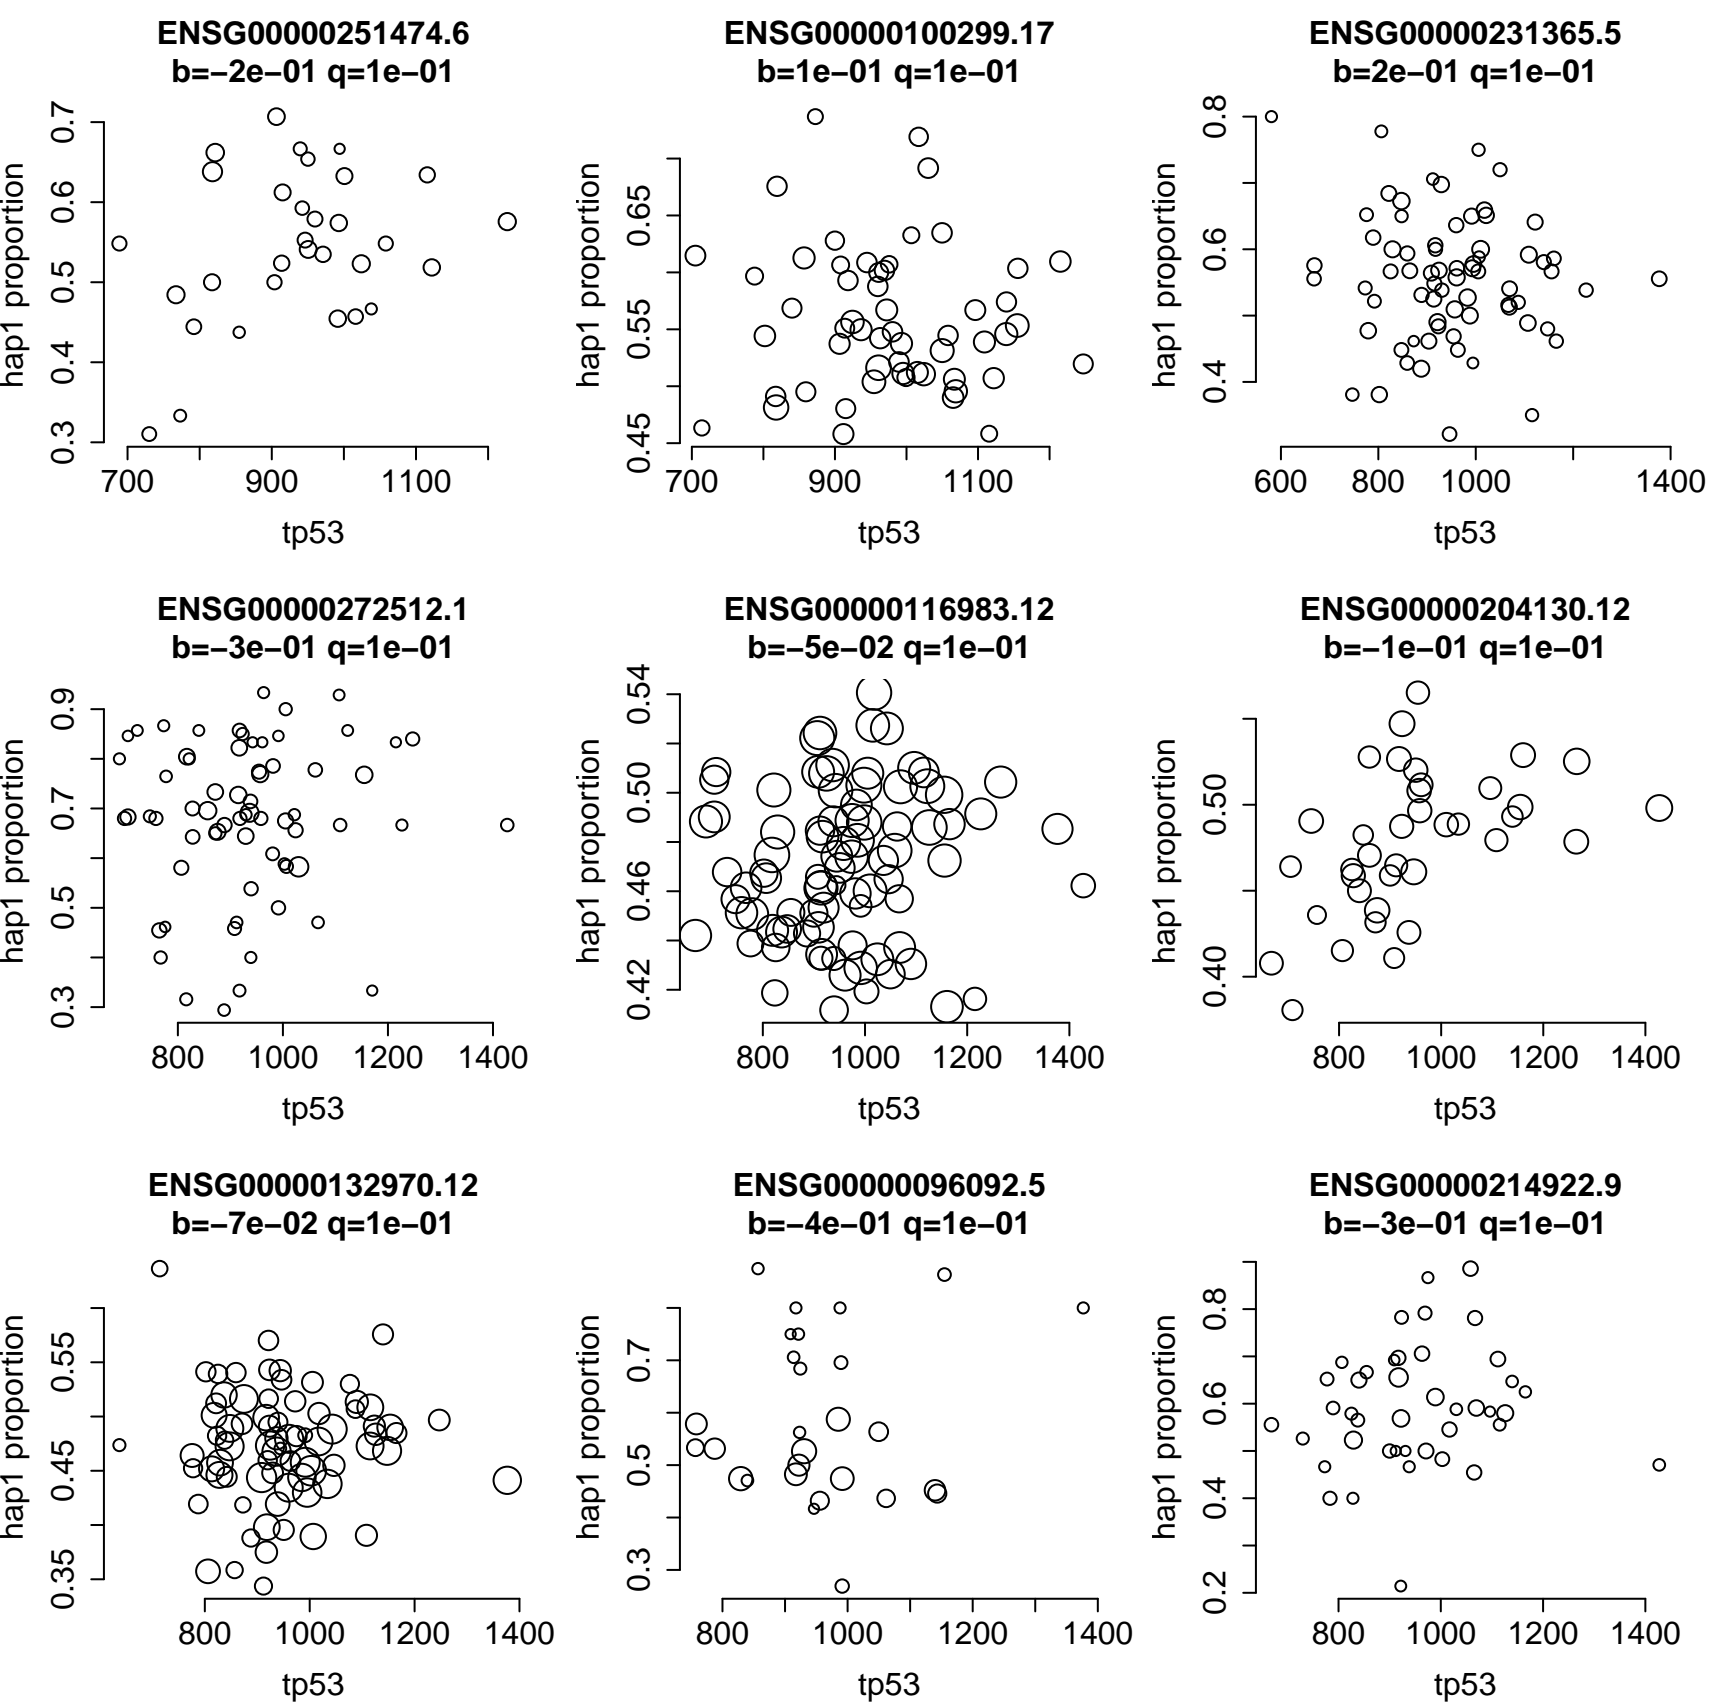 ENSG00000251474.6
b=−2e−01 q=1e−01
hap1 proportion
0.3 0.4 0.5 0.6 0.7
700 900 1100
tp53
ENSG00000100299.17
b=1e−01 q=1e−01
hap1 proportion
0.45 0.55 0.65
700 900 1100
tp53
ENSG00000231365.5
b=2e−01 q=1e−01
hap1 proportion
0.4 0.6 0.8
600 800 1000 1400
tp53
ENSG00000272512.1
b=−3e−01 q=1e−01
hap1 proportion
0.3 0.5 0.7 0.9
800 1000 1200 1400
tp53
ENSG00000116983.12
b=−5e−02 q=1e−01
hap1 proportion
0.42 0.46 0.50 0.54
800 1000 1200 1400
tp53
ENSG00000204130.12
b=−1e−01 q=1e−01
hap1 proportion
0.40 0.50
800 1000 1200 1400
tp53
ENSG00000132970.12
b=−7e−02 q=1e−01
hap1 proportion
0.35 0.45 0.55
800 1000 1200 1400
tp53
ENSG00000096092.5
b=−4e−01 q=1e−01
hap1 proportion
0.3 0.5 0.7
800 1000 1200 1400
tp53
ENSG00000214922.9
b=−3e−01 q=1e−01
hap1 proportion
0.2 0.4 0.6 0.8
800 1000 1200 1400
tp53